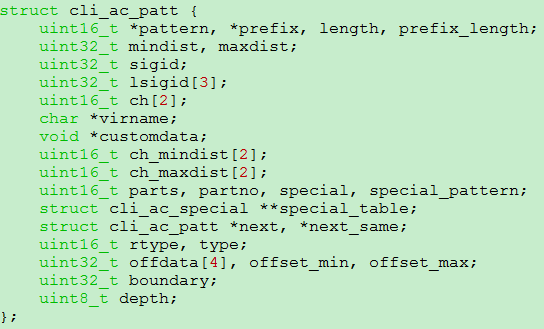 struct cli_ac_patt {
    uint16_t *pattern, *prefix, length, prefix_length;
    uint32_t mindist, maxdist;
    uint32_t sigid;
    uint32_t lsigid[3];
    uint16_t ch[2];
    char *virname;
    void *customdata;
    uint16_t ch_mindist[2];
    uint16_t ch_maxdist[2];
    uint16_t parts, partno, special, special_pattern;
    struct cli_ac_special **special_table;
    struct cli_ac_patt *next, *next_same;
    uint16_t rtype, type;
    uint32_t offdata[4], offset_min, offset_max;
    uint32_t boundary;
    uint8_t depth;
};